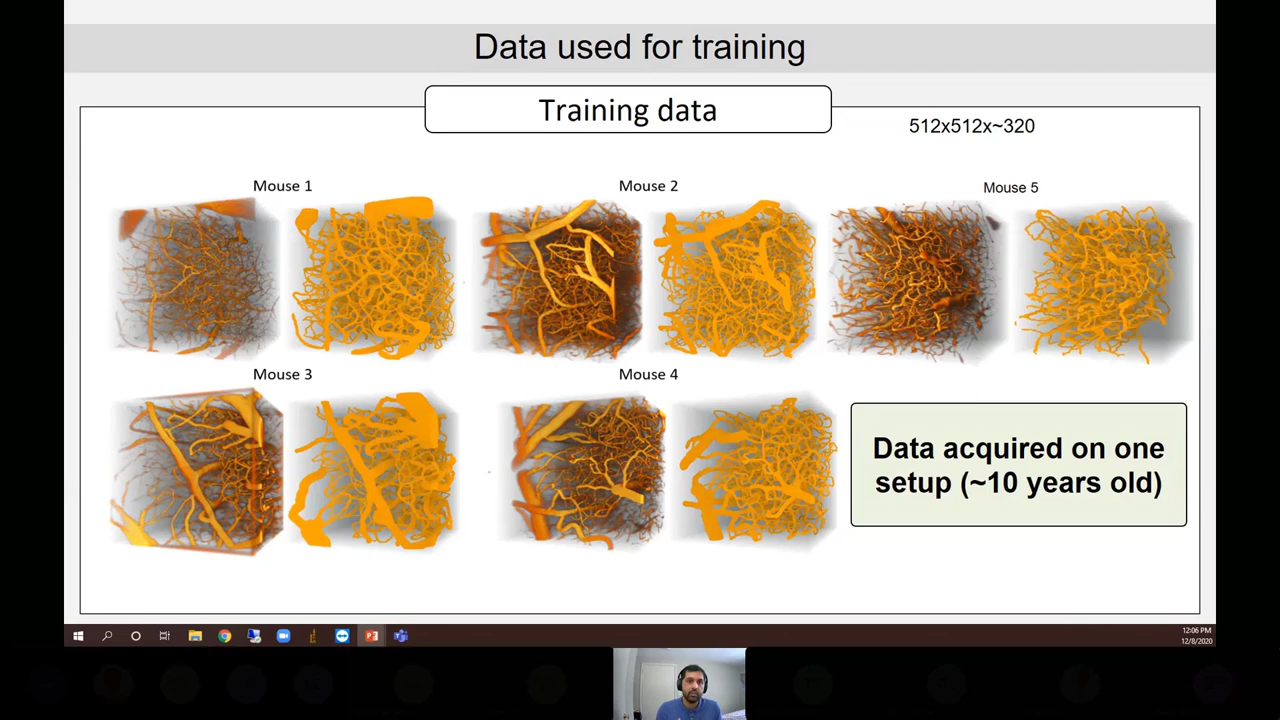 Data used for training
Training data
512x512x~320
Mouse 1
Mouse 2
Mouse 5
Mouse 3
Mouse 4
Data acquired on one
setup (~10 years old)
12:06 PM
12/8/2020